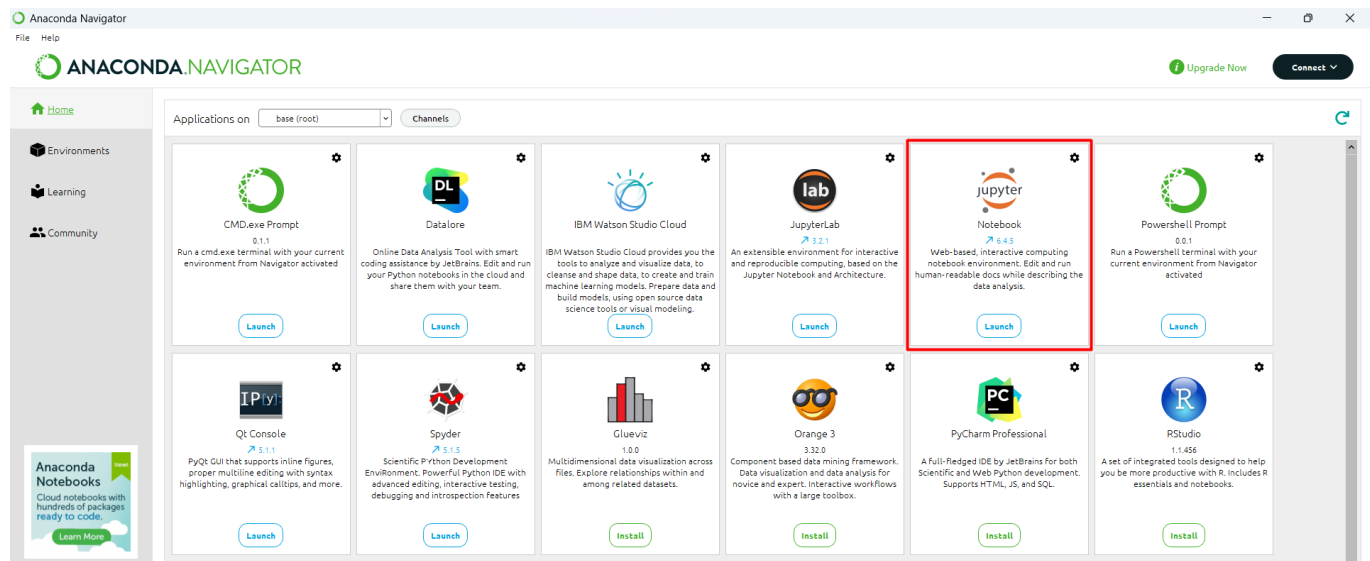 Anaconda Navigator
File Help
ANACONDA.NAVIGATOR
Upgrade Now
Connect
Home
Environments
Learning
Community
Applications on base (root) Channels
CMD.exe Prompt
0.1.1
Run a cmd.exe terminal with your current
environment from Navigator activated
Launch
DL
Datalore
Online Data Analysis Tool with smart
coding assistance by JetBrains. Edit and run
your Python notebooks in the cloud and
share them with your team.
Launch
IBM Watson Studio Cloud
IBM Watson Studio Cloud provides you the
tools to analyze and visualize data, to
cleanse and shape data, to create and train
machine learning models. Prepare data and
build models, using open source data
science tools or visual modeling.
Launch
lab
JupyterLab
3.2.1
An extensible environment for interactive
and reproducible computing, based on the
Jupyter Notebook and Architecture.
Launch
jupyter
Notebook
6.4.5
Web-based, interactive computing
notebook environment. Edit and run
human-readable docs while describing the
data analysis.
Launch
Powershell Prompt
0.0.1
Run a Powershell terminal with your
current environment from Navigator
activated
Launch
IP[y]:
Qt Console
5.1.1
PyQt GUI that supports inline figures,
proper multiline editing with syntax
highlighting, graphical calltips, and more.
Launch
Spyder
5.1.5
Scientific PYthon Development
EnviRonment. Powerful Python IDE with
advanced editing, interactive testing,
debugging and introspection features
Launch
Glueviz
1.0.0
Multidimensional data visualization across
files. Explore relationships within and
among related datasets.
Install
Orange 3
3.32.0
Component based data mining framework.
Data visualization and data analysis for
novice and expert. Interactive workflows
with a large toolbox.
Install
PC
PyCharm Professional
A full-fledged IDE by JetBrains for both
Scientific and Web Python development.
Supports HTML, JS, and SQL.
Install
R
RStudio
1.1.456
A set of integrated tools designed to help
you be more productive with R. Includes R
essentials and notebooks.
Install
New!
Anaconda
Notebooks
Cloud notebooks with
hundreds of packages
ready to code.
Learn More